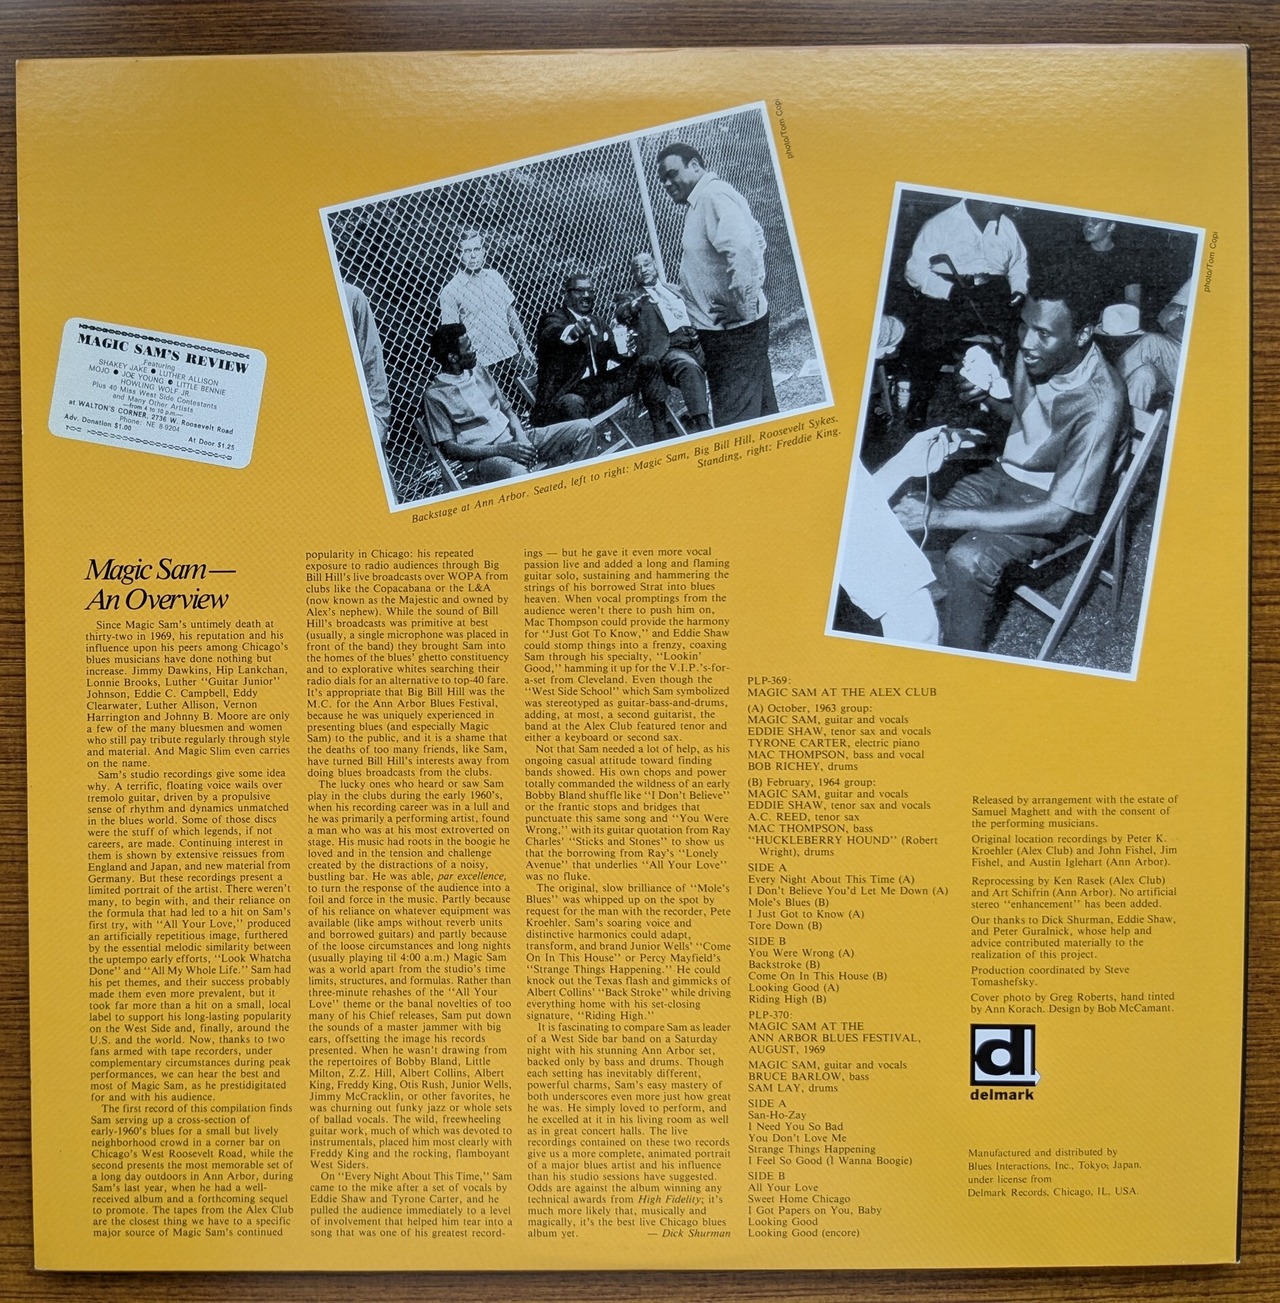 photo/Tom Copi
photo/Tom Copi
MAGIC SAM'S REVIEW
Featuring
SHAKEY JAKE ● LUTHER ALLISON
MOJO ● JOE YOUNG ● LITTLE BENNIE
HOWLING WOLF JR
Plus 40 Miss West Side Contestants
and Many Other Artists
—from 4 to 10 p.m.—
at WALTON'S CORNER, 2736 W. Roosevelt Road
Phone: NE 8-9204
Adv. Donation $1.00 At Door $1.25
Backstage at Ann Arbor. Seated, left to right: Magic Sam, Big Bill Hill, Roosevelt Sykes.
Standing, right: Freddie King.
Magic Sam—
An Overview
Since Magic Sam's untimely death at
thirty-two in 1969, his reputation and his
influence upon his peers among Chicago's
blues musicians have done nothing but
increase. Jimmy Dawkins, Hip Lankchan,
Lonnie Brooks, Luther "Guitar Junior"
Johnson, Eddie C. Campbell, Eddy
Clearwater, Luther Allison, Vernon
Harrington and Johnny B. Moore are only
a few of the many bluesmen and women
who still pay tribute regularly through style
and material. And Magic Slim even carries
on the name.
Sam's studio recordings give some idea
why. A terrific, floating voice wails over
tremolo guitar, driven by a propulsive
sense of rhythm and dynamics unmatched
in the blues world. Some of those discs
were the stuff of which legends, if not
careers, are made. Continuing interest in
them is shown by extensive reissues from
England and Japan, and new material from
Germany. But these recordings present a
limited portrait of the artist. There weren't
many, to begin with, and their reliance on
the formula that had led to a hit on Sam's
first try, with "All Your Love," produced
an artificially repetitious image, furthered
by the essential melodic similarity between
the uptempo early efforts, "Look Whatcha
Done" and "All My Whole Life." Sam had
his pet themes, and their success probably
made them even more prevalent, but it
took far more than a hit on a small, local
label to support his long-lasting popularity
on the West Side and, finally, around the
U.S. and the world. Now, thanks to two
fans armed with tape recorders, under
complementary circumstances during peak
performances, we can hear the best and
most of Magic Sam, as he prestidigitated
for and with his audience.
The first record of this compilation finds
Sam serving up a cross-section of
early-1960's blues for a small but lively
neighborhood crowd in a corner bar on
Chicago's West Roosevelt Road, while the
second presents the most memorable set of
a long day outdoors in Ann Arbor, during
Sam's last year, when he had a well-
received album and a forthcoming sequel
to promote. The tapes from the Alex Club
are the closest thing we have to a specific
major source of Magic Sam's continued
popularity in Chicago: his repeated
exposure to radio audiences through Big
Bill Hill's live broadcasts over WOPA from
clubs like the Copacabana or the L&A
(now known as the Majestic and owned by
Alex's nephew). While the sound of Bill
Hill's broadcasts was primitive at best
(usually, a single microphone was placed in
front of the band) they brought Sam into
the homes of the blues' ghetto constituency
and to explorative whites searching their
radio dials for an alternative to top-40 fare.
It's appropriate that Big Bill Hill was the
M.C. for the Ann Arbor Blues Festival,
because he was uniquely experienced in
presenting blues (and especially Magic
Sam) to the public, and it is a shame that
the deaths of too many friends, like Sam,
have turned Bill Hill's interests away from
doing blues broadcasts from the clubs.
The lucky ones who heard or saw Sam
play in the clubs during the early 1960's,
when his recording career was in a lull and
he was primarily a performing artist, found
a man who was at his most extroverted on
stage. His music had roots in the boogie he
loved and in the tension and challenge
created by the distractions of a noisy,
bustling bar. He was able, par excellence,
to turn the response of the audience into a
foil and force in the music. Partly because
of his reliance on whatever equipment was
available (like amps without reverb units
and borrowed guitars) and partly because
of the loose circumstances and long nights
(usually playing til 4:00 a.m.) Magic Sam
was a world apart from the studio's time
limits, structures, and formulas. Rather than
three-minute rehashes of the "All Your
Love" theme or the banal novelties of too
many of his Chief releases, Sam put down
the sounds of a master jammer with big
ears, offsetting the image his records
presented. When he wasn't drawing from
the repertoires of Bobby Bland, Little
Milton, Z.Z. Hill, Albert Collins, Albert
King, Freddy King, Otis Rush, Junior Wells,
Jimmy McCracklin, or other favorites, he
was churning out funky jazz or whole sets
of ballad vocals. The wild, freewheeling
guitar work, much of which was devoted to
instrumentals, placed him most clearly with
Freddy King and the rocking, flamboyant
West Siders.
On "Every Night About This Time," Sam
came to the mike after a set of vocals by
Eddie Shaw and Tyrone Carter, and he
pulled the audience immediately to a level
of involvement that helped him tear into a
song that was one of his greatest record-
ings — but he gave it even more vocal
passion live and added a long and flaming
guitar solo, sustaining and hammering the
strings of his borrowed Strat into blues
heaven. When vocal promptings from the
audience weren't there to push him on,
Mac Thompson could provide the harmony
for "Just Got To Know," and Eddie Shaw
could stomp things into a frenzy, coaxing
Sam through his specialty, "Lookin'
Good," hamming it up for the V.I.P.'s-for-
a-set from Cleveland. Even though the
"West Side School" which Sam symbolized
was stereotyped as guitar-bass-and-drums,
adding, at most, a second guitarist, the
band at the Alex Club featured tenor and
either a keyboard or second sax.
Not that Sam needed a lot of help, as his
ongoing casual attitude toward finding
bands showed. His own chops and power
totally commanded the wildness of an early
Bobby Bland shuffle like "I Don't Believe"
or the frantic stops and bridges that
punctuate this same song and "You Were
Wrong," with its guitar quotation from Ray
Charles' "Sticks and Stones" to show us
that the borrowing from Ray's "Lonely
Avenue" that underlies "All Your Love"
was no fluke.
The original, slow brilliance of "Mole's
Blues" was whipped up on the spot by
request for the man with the recorder, Pete
Kroehler. Sam's soaring voice and
distinctive harmonics could adapt,
transform, and brand Junior Wells' "Come
On In This House" or Percy Mayfield's
"Strange Things Happening." He could
knock out the Texas flash and gimmicks of
Albert Collins' "Back Stroke" while driving
everything home with his set-closing
signature, "Riding High."
It is fascinating to compare Sam as leader
of a West Side bar band on a Saturday
night with his stunning Ann Arbor set,
backed only by bass and drums. Though
each setting has inevitably different,
powerful charms, Sam's easy mastery of
both underscores even more just how great
he was. He simply loved to perform, and
he excelled at it in his living room as well
as in great concert halls. The live
recordings contained on these two records
give us a more complete, animated portrait
of a major blues artist and his influence
than his studio sessions have suggested.
Odds are against the album winning any
technical awards from High Fidelity; it's
much more likely that, musically and
magically, it's the best live Chicago blues
album yet. — Dick Shurman
PLP-369:
MAGIC SAM AT THE ALEX CLUB
(A) October, 1963 group:
MAGIC SAM, guitar and vocals
EDDIE SHAW, tenor sax and vocals
TYRONE CARTER, electric piano
MAC THOMPSON, bass and vocal
BOB RICHEY, drums
(B) February, 1964 group:
MAGIC SAM, guitar and vocals
EDDIE SHAW, tenor sax and vocals
A.C. REED, tenor sax
MAC THOMPSON, bass
"HUCKLEBERRY HOUND" (Robert
Wright), drums
SIDE A
Every Night About This Time (A)
I Don't Believe You'd Let Me Down (A)
Mole's Blues (B)
I Just Got to Know (A)
Tore Down (B)
SIDE B
You Were Wrong (A)
Backstroke (B)
Come On In This House (B)
Looking Good (A)
Riding High (B)
PLP-370:
MAGIC SAM AT THE
ANN ARBOR BLUES FESTIVAL,
AUGUST, 1969
MAGIC SAM, guitar and vocals
BRUCE BARLOW, bass
SAM LAY, drums
SIDE A
San-Ho-Zay
I Need You So Bad
You Don't Love Me
Strange Things Happening
I Feel So Good (I Wanna Boogie)
SIDE B
All Your Love
Sweet Home Chicago
I Got Papers on You, Baby
Looking Good
Looking Good (encore)
Released by arrangement with the estate of
Samuel Maghett and with the consent of
the performing musicians.
Original location recordings by Peter K.
Kroehler (Alex Club) and John Fishel, Jim
Fishel, and Austin Iglehart (Ann Arbor).
Reprocessing by Ken Rasek (Alex Club)
and Art Schifrin (Ann Arbor). No artificial
stereo "enhancement" has been added.
Our thanks to Dick Shurman, Eddie Shaw,
and Peter Guralnick, whose help and
advice contributed materially to the
realization of this project.
Production coordinated by Steve
Tomashefsky.
Cover photo by Greg Roberts, hand tinted
by Ann Korach. Design by Bob McCamant.
d
delmark
Manufactured and distributed by
Blues Interactions, Inc., Tokyo, Japan.
under license from
Delmark Records, Chicago, IL, USA.